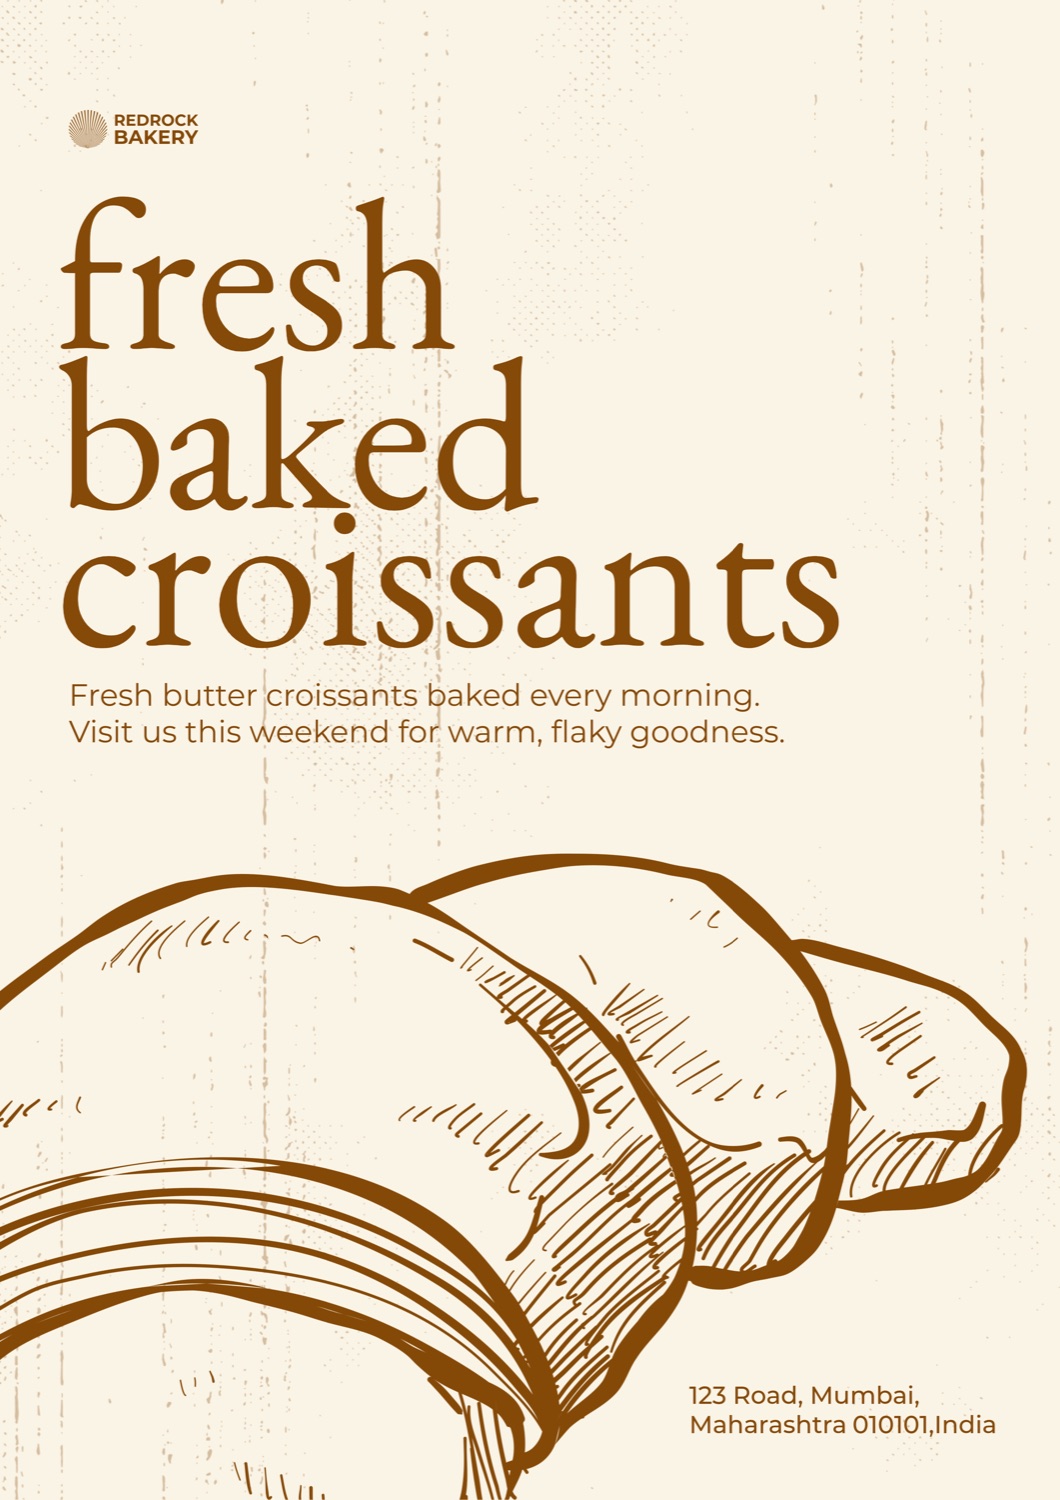 REDROCK
BAKERY
fresh
baked
croissants
Fresh butter croissants baked every morning.
Visit us this weekend for warm, flaky goodness.
123 Road, Mumbai,
Maharashtra 010101,India